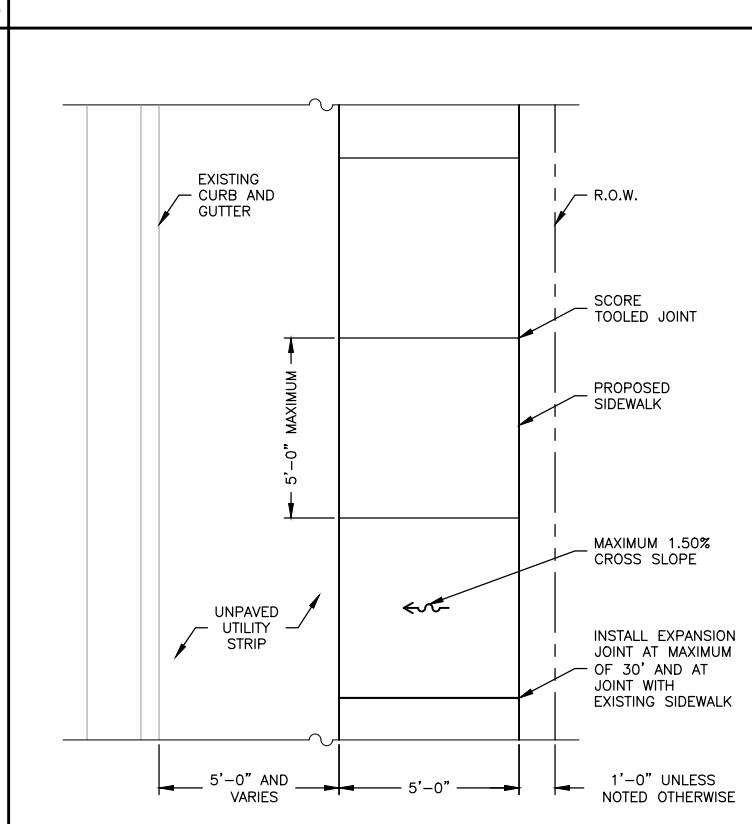 EXISTING
CURB AND
GUTTER
R.O.W.
SCORE
TOOLED JOINT
5'-0" MAXIMUM
PROPOSED
SIDEWALK
MAXIMUM 1.50%
CROSS SLOPE
UNPAVED
UTILITY
STRIP
INSTALL EXPANSION
JOINT AT MAXIMUM
OF 30' AND AT
JOINT WITH
EXISTING SIDEWALK
5'-0" AND
VARIES
5'-0"
1'-0" UNLESS
NOTED OTHERWISE